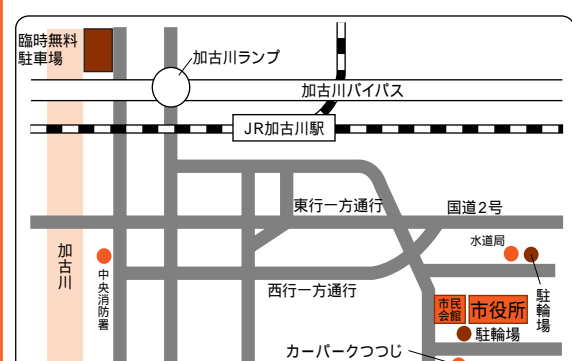 臨時無料
駐車場
加古川ランプ
加古川バイパス
JR加古川駅
東行一方通行
国道2号
水道局
加古川
中央消防署
西行一方通行
駐輪場
市民
会館
市役所
駐輪場
カーパークつつじ